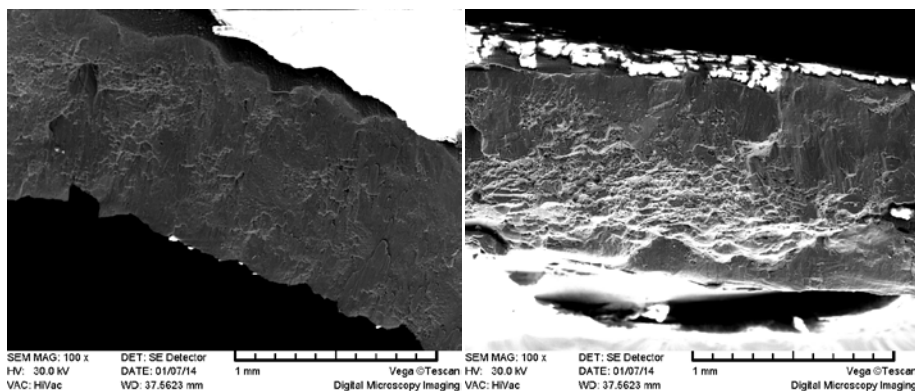 SEM MAG: 100 x DET: SE Detector
HV: 30.0 kV DATE: 01/07/14 1 mm Vega ©Tescan
VAC: HiVac WD: 37.5623 mm Digital Microscopy Imaging
SEM MAG: 100 x DET: SE Detector
HV: 30.0 kV DATE: 01/07/14 1 mm Vega ©Tescan
VAC: HiVac WD: 37.5623 mm Digital Microscopy Imaging